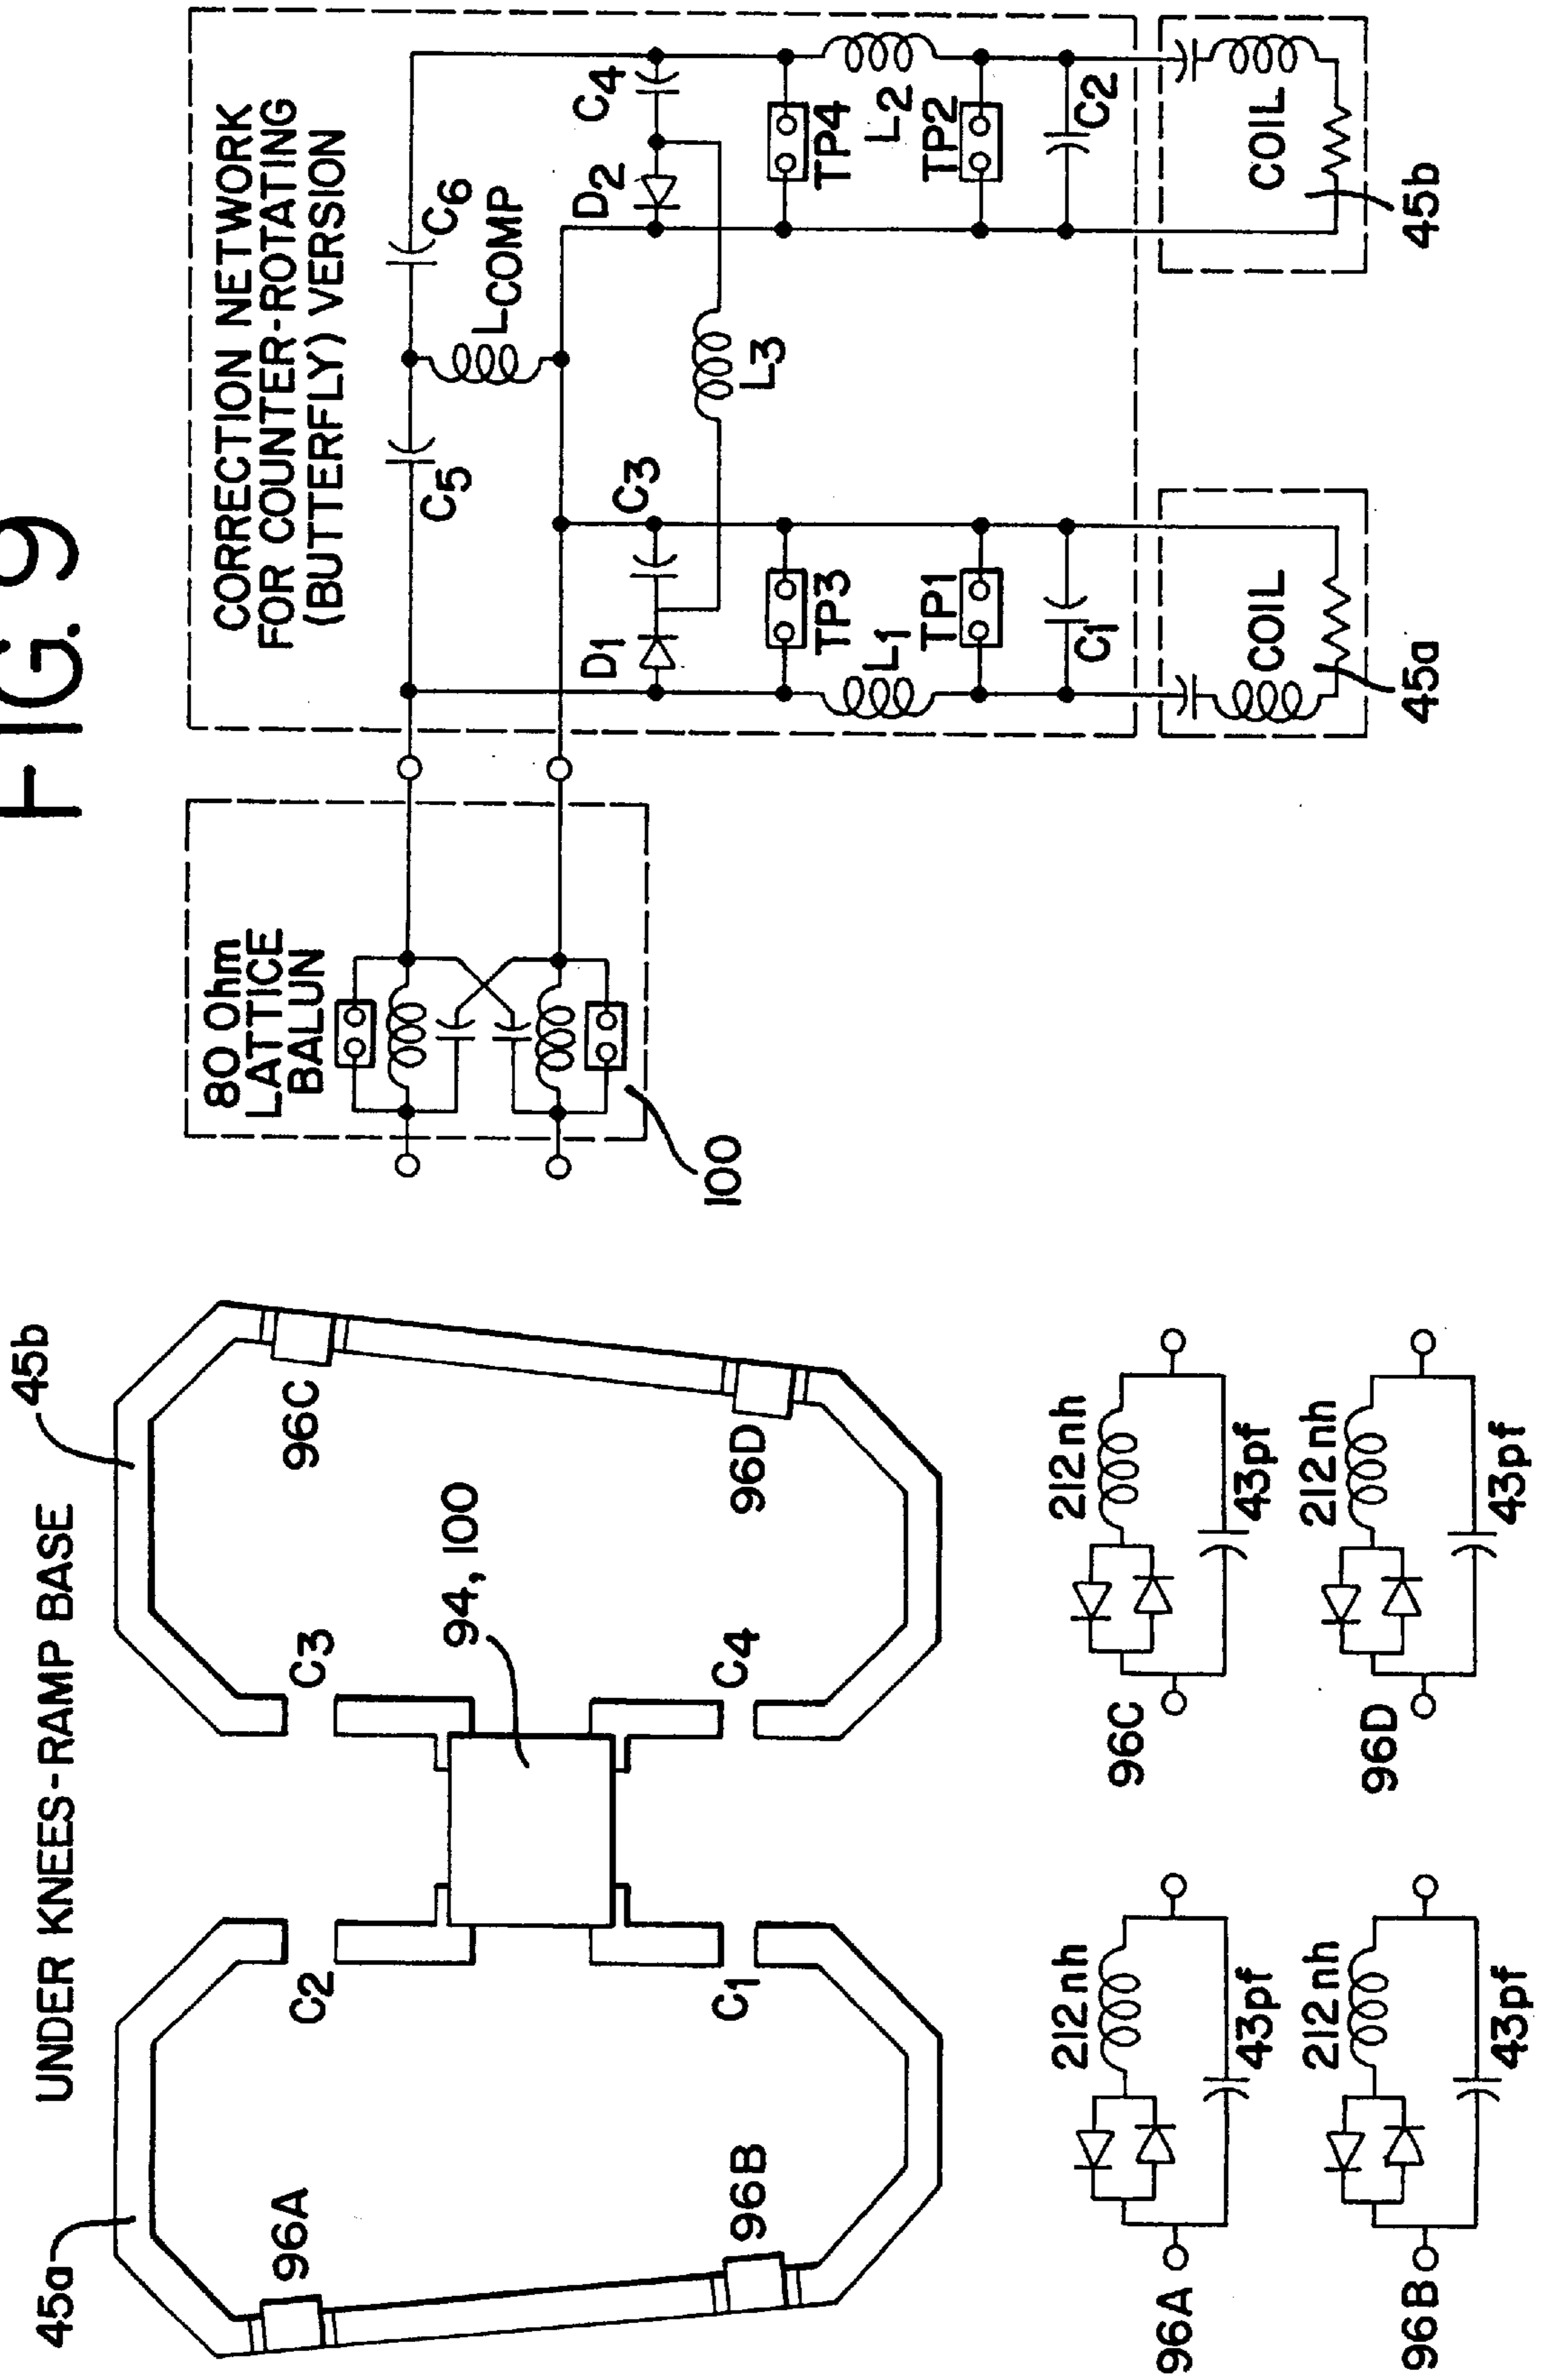 FIG. 9
UNDER KNEES-RAMP BASE
45a
45b
96A
96B
C2
C1
94, 100
C3
C4
96C
96D
96A
212nh
43pf
96B
212nh
43pf
96C
212nh
43pf
96D
212nh
43pf
80 Ohm
LATTICE
BALUN
100
CORRECTION NETWORK
FOR COUNTER-ROTATING
(BUTTERFLY) VERSION
C5
C6
LCOMP
D1
C3
D2
C4
L3
TP3
TP4
L1
L2
TP1
TP2
C1
C2
COIL
COIL
45a
45b